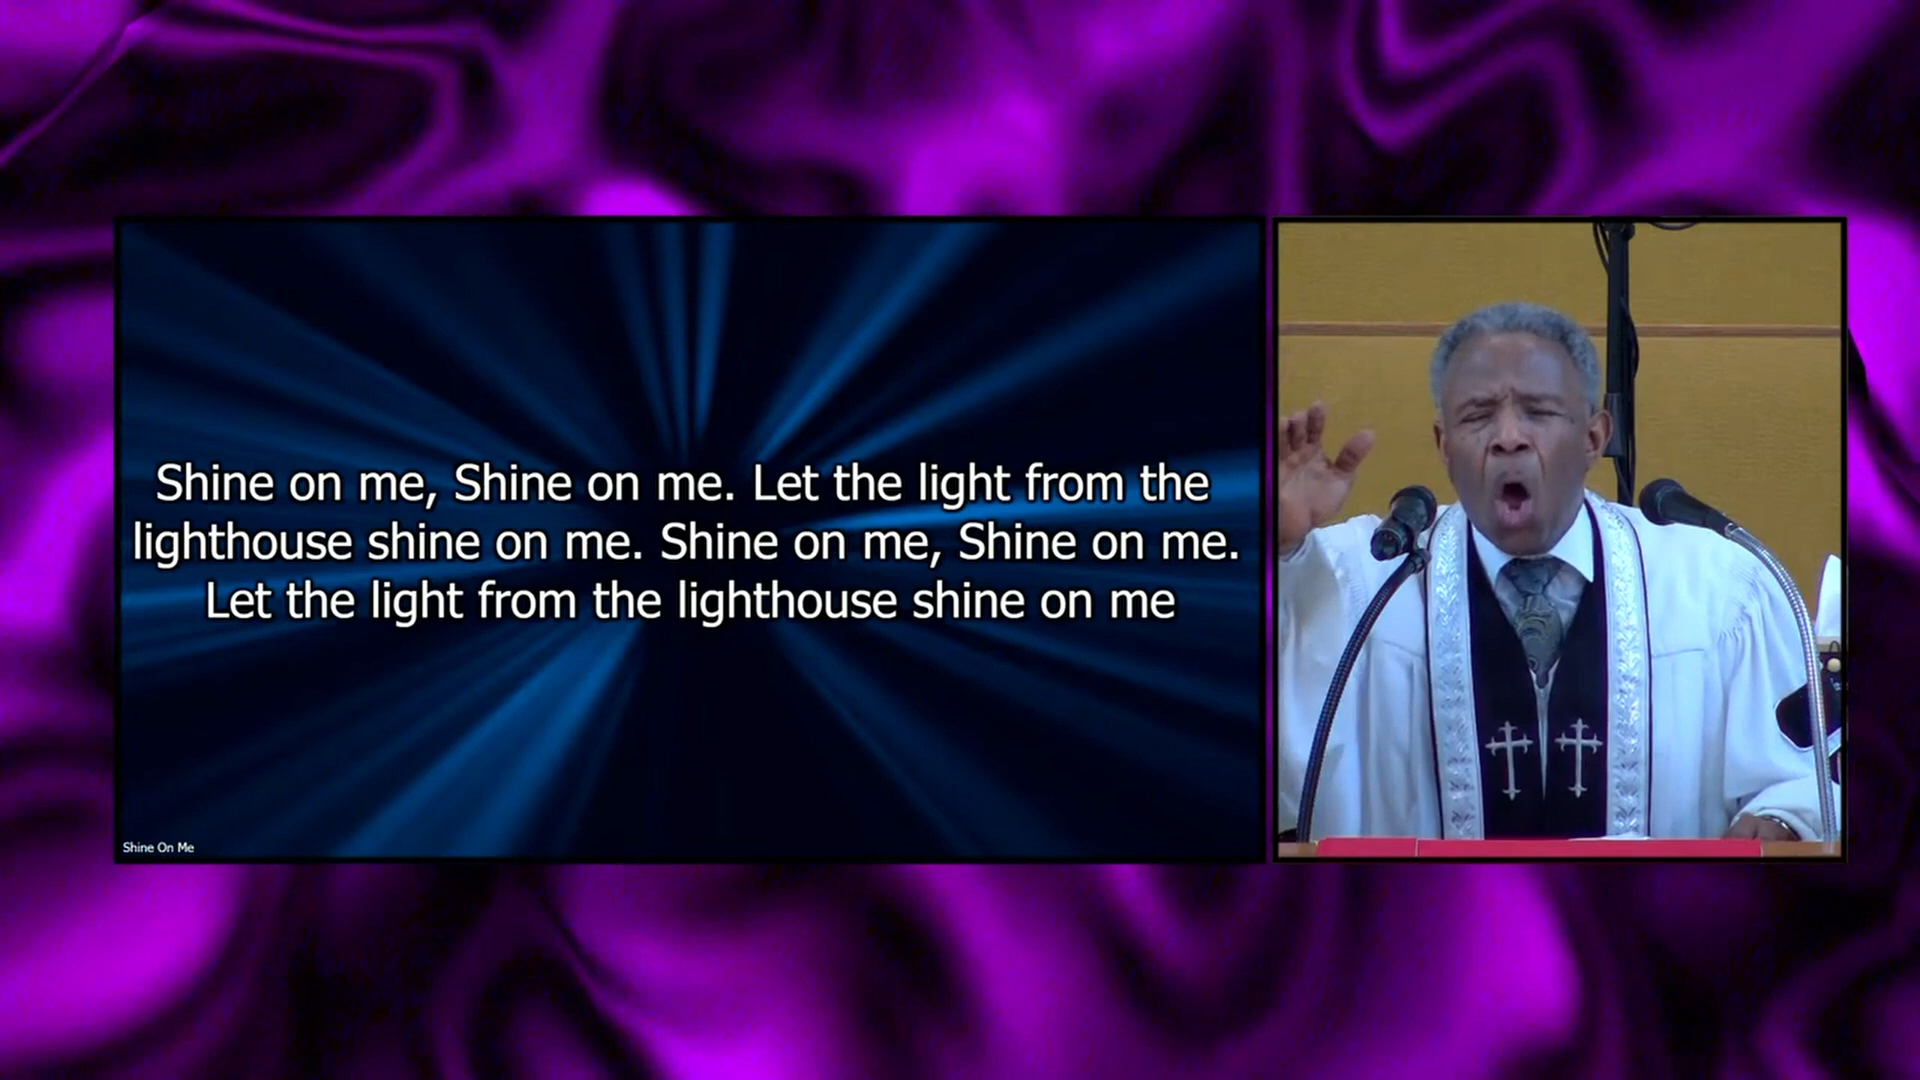 Shine on me, Shine on me. Let the light from the
lighthouse shine on me. Shine on me, Shine on me.
Let the light from the lighthouse shine on me
Shine On Me